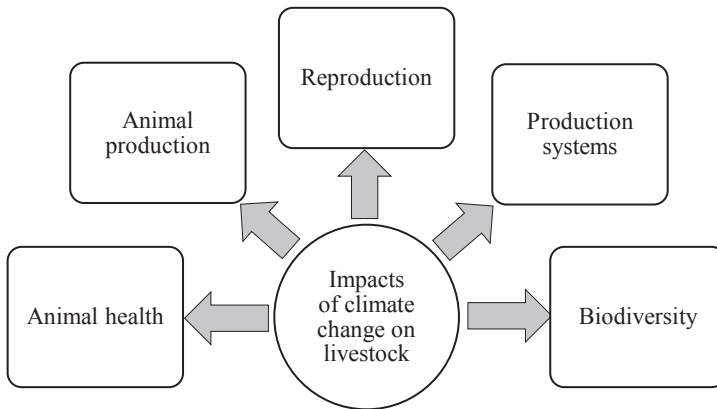 Reproduction
Animal
production
Production
systems
Animal health
Impacts
of climate
change on
livestock
Biodiversity